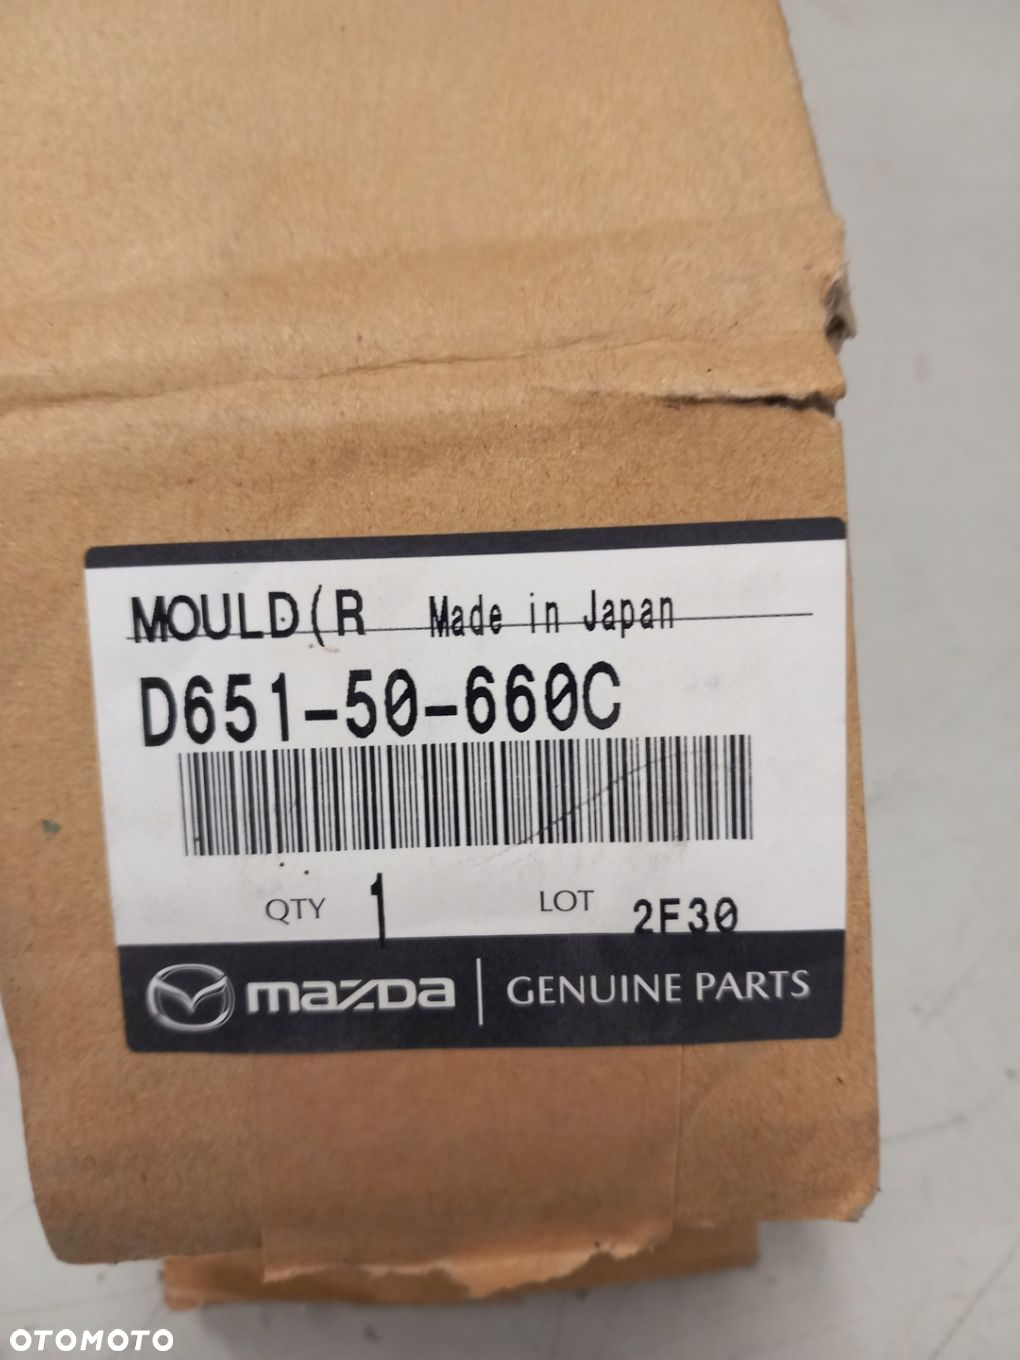 MOULD(R Made in Japan
D651-50-660C
QTY 1 LOT 2F30
mazda | GENUINE PARTS
OTOMOTO